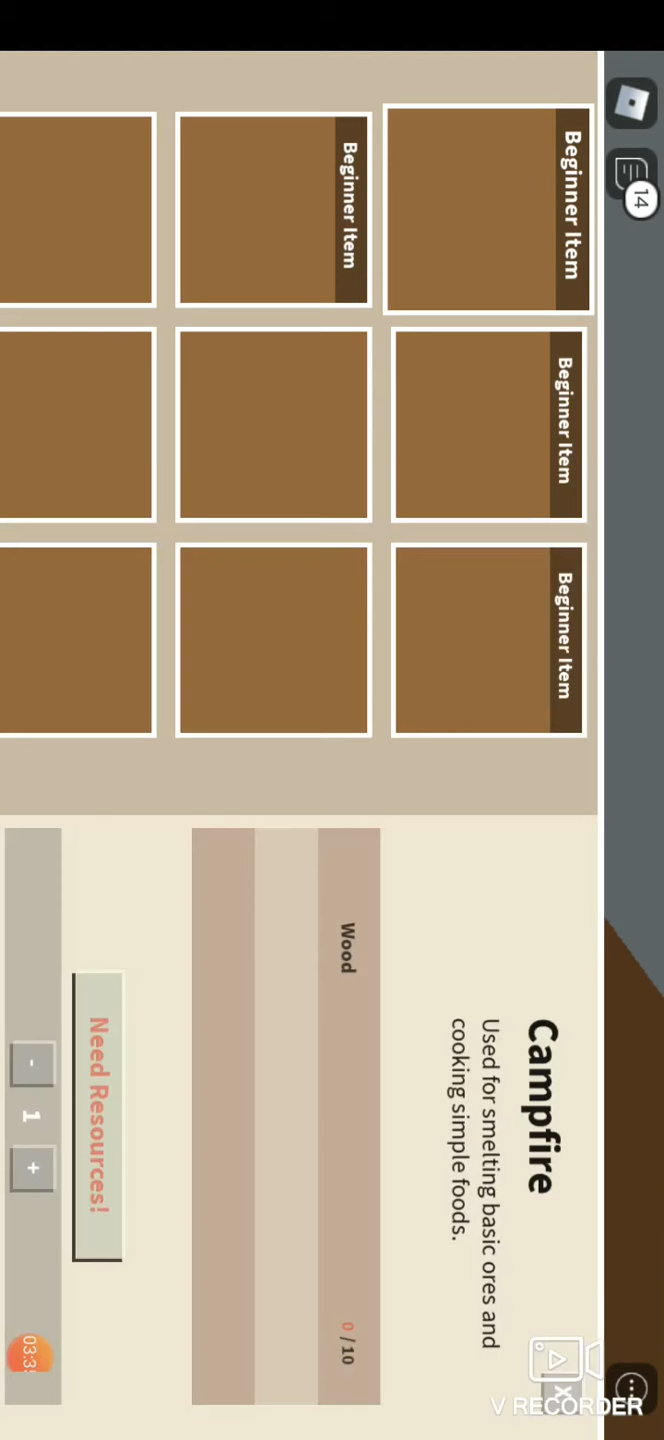 14
Beginner Item
Beginner Item
Beginner Item
Beginner Item
Campfire
Used for smelting basic ores and
cooking simple foods.
Wood 0 / 10
Need Resources!
- 1 +
X
V RECORDER